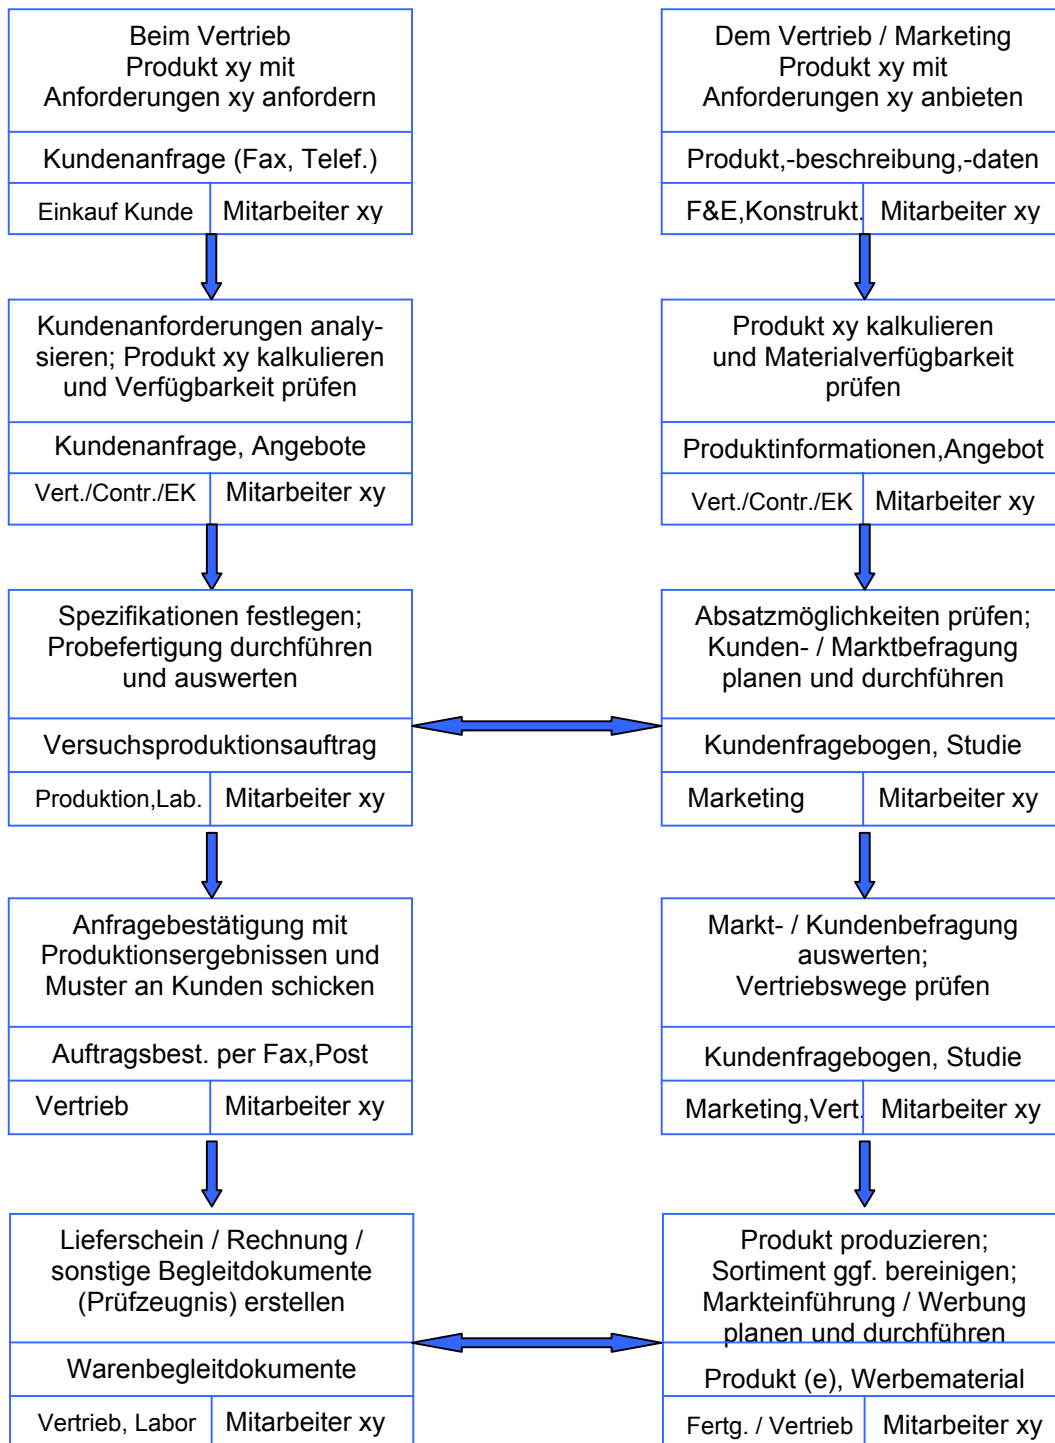 Beim Vertrieb
Produkt xy mit
Anforderungen xy anfordern
Kundenanfrage (Fax, Telef.)
Einkauf Kunde
Mitarbeiter xy
Kundenanforderungen analy-
sieren; Produkt xy kalkulieren
und Verfügbarkeit prüfen
Kundenanfrage, Angebote
Vert./Contr./EK
Mitarbeiter xy
Spezifikationen festlegen;
Probefertigung durchführen
und auswerten
Versuchsproduktionsauftrag
Produktion,Lab.
Mitarbeiter xy
Anfragebestätigung mit
Produktionsergebnissen und
Muster an Kunden schicken
Auftragsbest. per Fax,Post
Vertrieb
Mitarbeiter xy
Lieferschein / Rechnung /
sonstige Begleitdokumente
(Prüfzeugnis) erstellen
Warenbegleitdokumente
Vertrieb, Labor
Mitarbeiter xy
Dem Vertrieb / Marketing
Produkt xy mit
Anforderungen xy anbieten
Produkt,-beschreibung,-daten
F&E,Konstrukt.
Mitarbeiter xy
Produkt xy kalkulieren
und Materialverfügbarkeit
prüfen
Produktinformationen,Angebot
Vert./Contr./EK
Mitarbeiter xy
Absatzmöglichkeiten prüfen;
Kunden- / Marktbefragung
planen und durchführen
Kundenfragebogen, Studie
Marketing
Mitarbeiter xy
Markt- / Kundenbefragung
auswerten;
Vertriebswege prüfen
Kundenfragebogen, Studie
Marketing,Vert.
Mitarbeiter xy
Produkt produzieren;
Sortiment ggf. bereinigen;
Markteinführung / Werbung
planen und durchführen
Produkt (e), Werbematerial
Fertg. / Vertrieb
Mitarbeiter xy